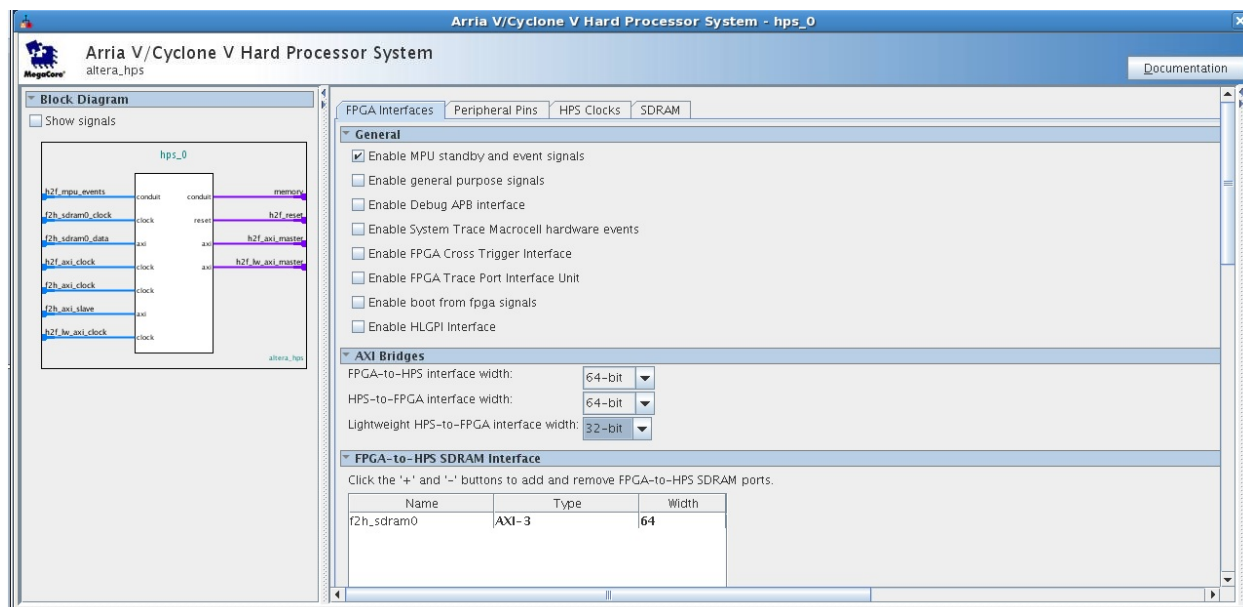 Arria V/Cyclone V Hard Processor System - hps_0
MegaCore®
Arria V/Cyclone V Hard Processor System
altera_hps
Documentation
Block Diagram
Show signals
hps_0
h2f_mpu_events
conduit
conduit
memory
f2h_sdram0_clock
clock
reset
h2f_reset
f2h_sdram0_data
axi
axi
h2f_axi_master
h2f_axi_clock
clock
axi
h2f_lw_axi_master
f2h_axi_clock
clock
f2h_axi_slave
axi
h2f_lw_axi_clock
clock
altera_hps
FPGA Interfaces Peripheral Pins HPS Clocks SDRAM
General
Enable MPU standby and event signals
Enable general purpose signals
Enable Debug APB interface
Enable System Trace Macrocell hardware events
Enable FPGA Cross Trigger Interface
Enable FPGA Trace Port Interface Unit
Enable boot from fpga signals
Enable HLGPI Interface
AXI Bridges
FPGA-to-HPS interface width: 64-bit
HPS-to-FPGA interface width: 64-bit
Lightweight HPS-to-FPGA interface width: 32-bit
FPGA-to-HPS SDRAM Interface
Click the '+' and '-' buttons to add and remove FPGA-to-HPS SDRAM ports.
Name Type Width
f2h_sdram0 AXI-3 64